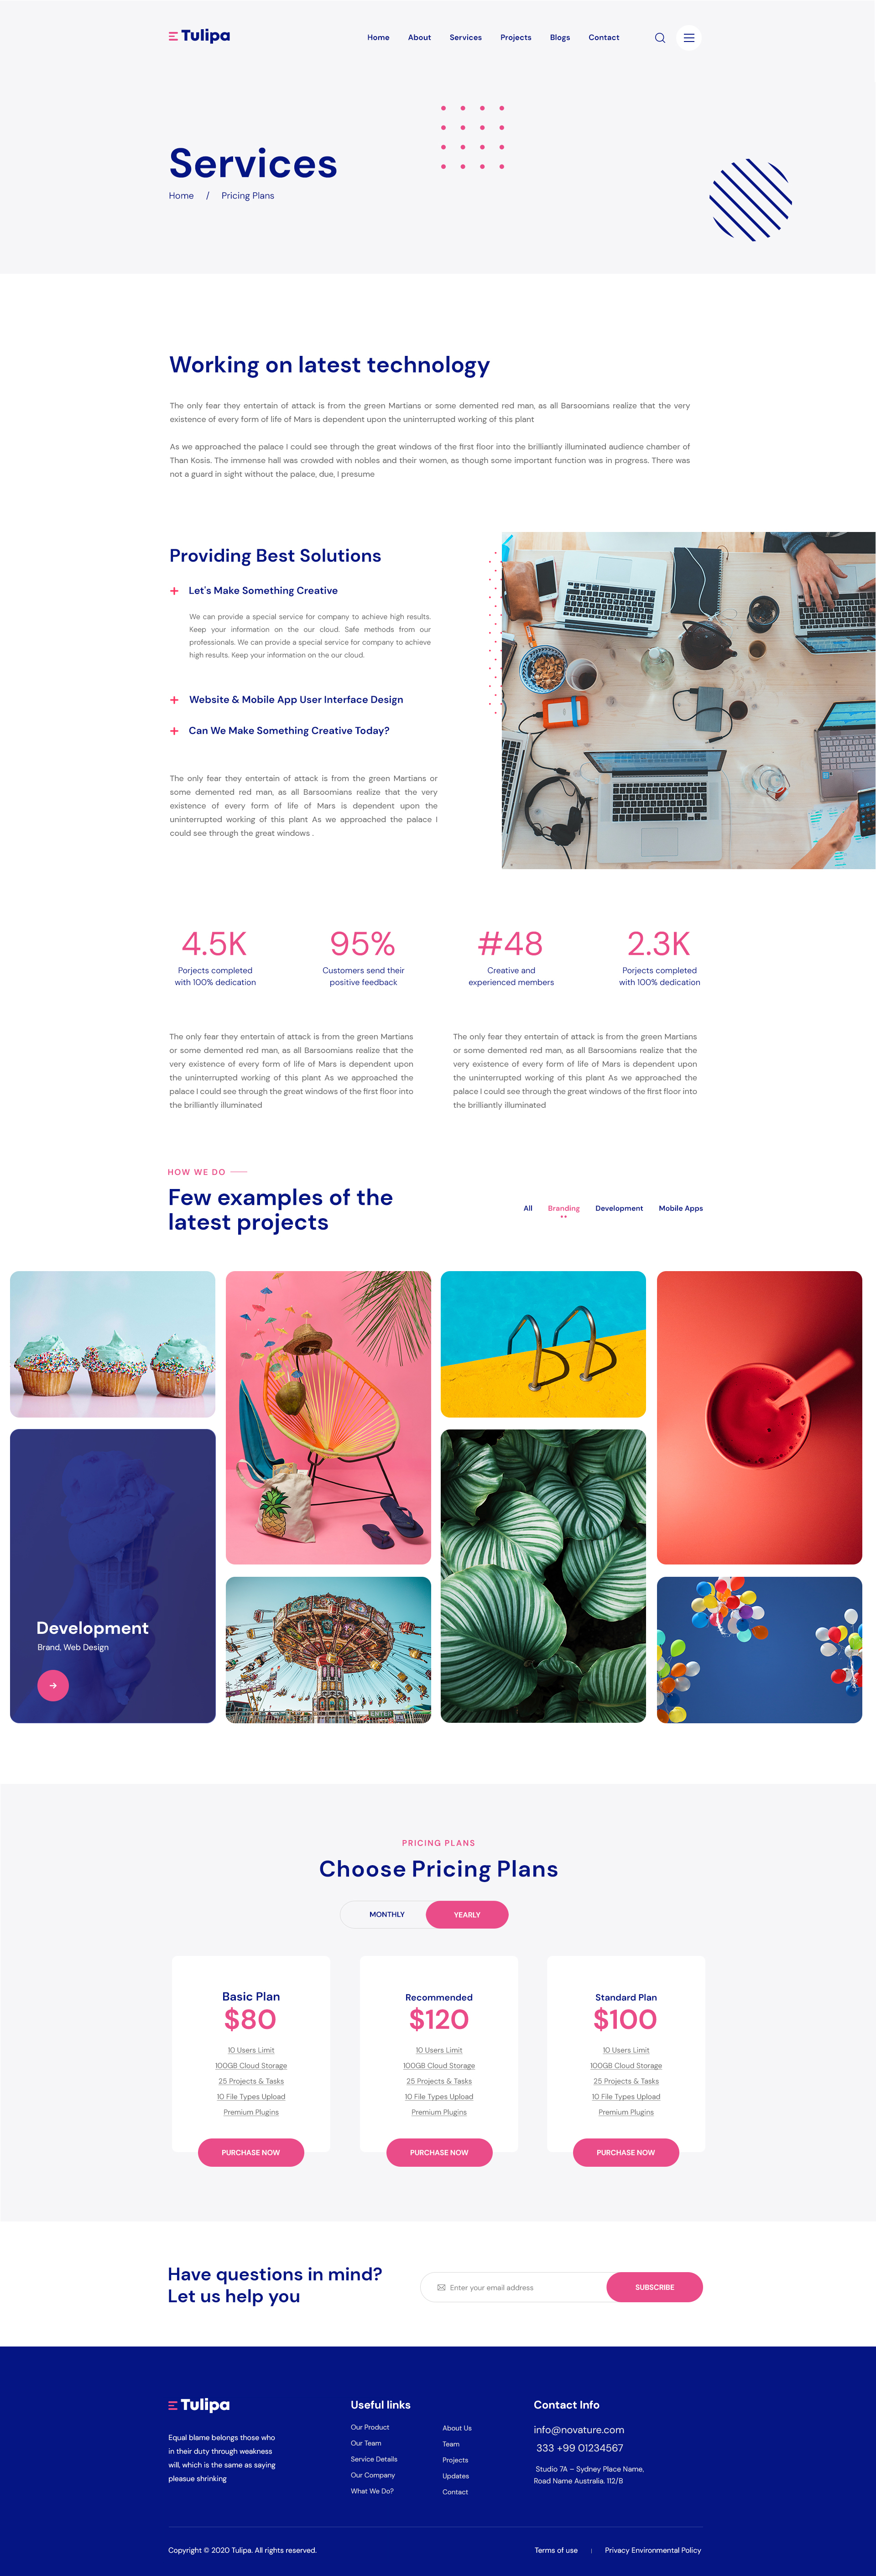 Tulipa
Home About Services Projects Blogs Contact
Services
Home / Pricing Plans
Working on latest technology
The only fear they entertain of attack is from the green Martians or some demented red man, as all Barsoomians realize that the very
existence of every form of life of Mars is dependent upon the uninterrupted working of this plant
As we approached the palace I could see through the great windows of the first floor into the brilliantly illuminated audience chamber of
Than Kosis. The immense hall was crowded with nobles and their women, as though some important function was in progress. There was
not a guard in sight without the palace, due, I presume
Providing Best Solutions
Let's Make Something Creative
We can provide a special service for company to achieve high results.
Keep your information on the our cloud. Safe methods from our
professionals. We can provide a special service for company to achieve
high results. Keep your information on the our cloud.
Website & Mobile App User Interface Design
Can We Make Something Creative Today?
The only fear they entertain of attack is from the green Martians or
some demented red man, as all Barsoomians realize that the very
existence of every form of life of Mars is dependent upon the
uninterrupted working of this plant As we approached the palace I
could see through the great windows .
4.5K
Porjects completed
with 100% dedication
95%
Customers send their
positive feedback
#48
Creative and
experienced members
2.3K
Porjects completed
with 100% dedication
The only fear they entertain of attack is from the green Martians
or some demented red man, as all Barsoomians realize that the
very existence of every form of life of Mars is dependent upon
the uninterrupted working of this plant As we approached the
palace I could see through the great windows of the first floor into
the brilliantly illuminated
The only fear they entertain of attack is from the green Martians
or some demented red man, as all Barsoomians realize that the
very existence of every form of life of Mars is dependent upon
the uninterrupted working of this plant As we approached the
palace I could see through the great windows of the first floor into
the brilliantly illuminated
HOW WE DO
Few examples of the
latest projects
All Branding Development Mobile Apps
Development
Brand, Web Design
ENTER
PRICING PLANS
Choose Pricing Plans
MONTHLY YEARLY
Basic Plan
$80
10 Users Limit
100GB Cloud Storage
25 Projects & Tasks
10 File Types Upload
Premium Plugins
PURCHASE NOW
Recommended
$120
10 Users Limit
100GB Cloud Storage
25 Projects & Tasks
10 File Types Upload
Premium Plugins
PURCHASE NOW
Standard Plan
$100
10 Users Limit
100GB Cloud Storage
25 Projects & Tasks
10 File Types Upload
Premium Plugins
PURCHASE NOW
Have questions in mind?
Let us help you
Enter your email address
SUBSCRIBE
Tulipa
Equal blame belongs those who
in their duty through weakness
will, which is the same as saying
pleasue shrinking
Useful links
Our Product
Our Team
Service Details
Our Company
What We Do?
About Us
Team
Projects
Updates
Contact
Contact Info
info@novature.com
333 +99 01234567
Studio 7A – Sydney Place Name,
Road Name Australia. 112/B
Copyright © 2020 Tulipa. All rights reserved.
Terms of use | Privacy Environmental Policy